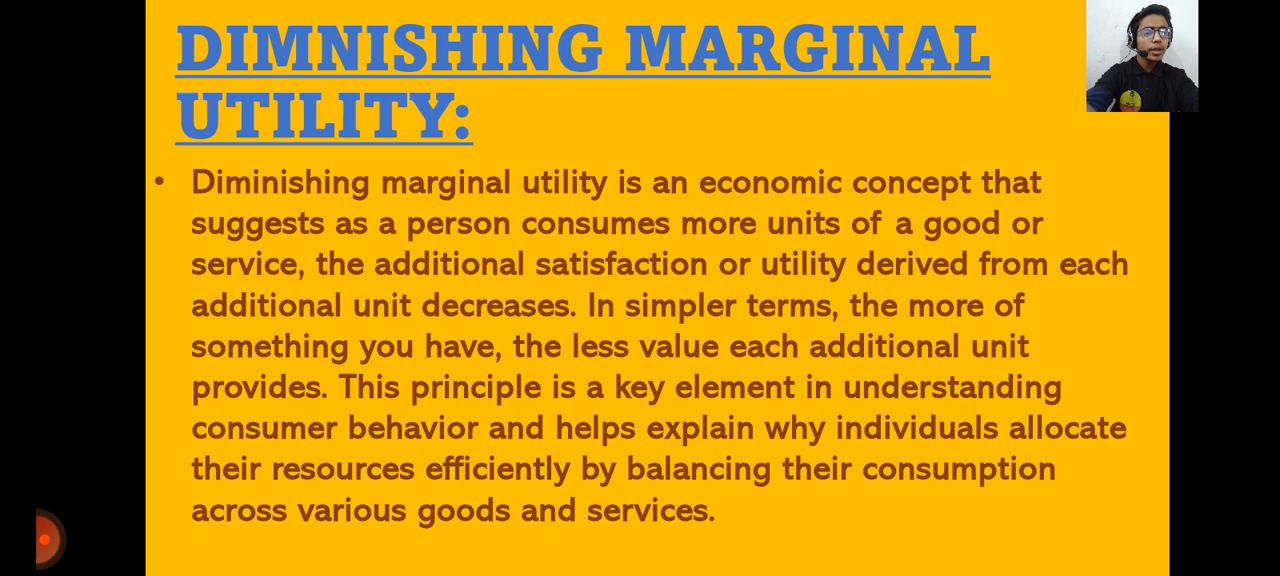 DIMNISHING MARGINAL
UTILITY:
• Diminishing marginal utility is an economic concept that
suggests as a person consumes more units of a good or
service, the additional satisfaction or utility derived from each
additional unit decreases. In simpler terms, the more of
something you have, the less value each additional unit
provides. This principle is a key element in understanding
consumer behavior and helps explain why individuals allocate
their resources efficiently by balancing their consumption
across various goods and services.